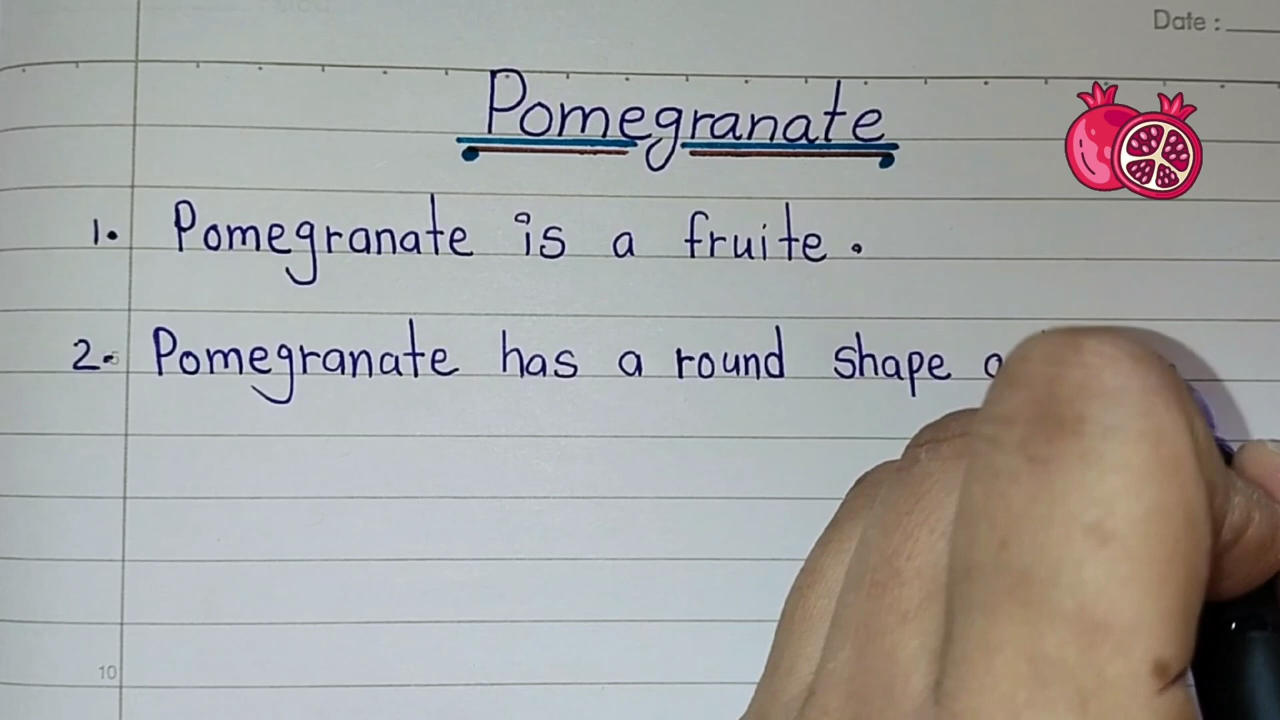 Date :
Pomegranate
1. Pomegranate is a fruite.
2. Pomegranate has a round shape
10